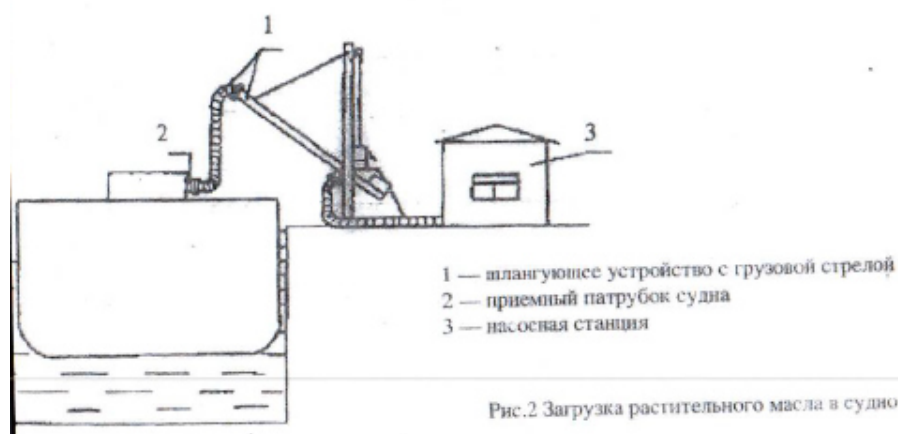 1
2
3
1 — шлангующее устройство с грузовой стрелой
2 — приемный патрубок судна
3 — насосная станция
Рис.2 Загрузка растительного масла в судно